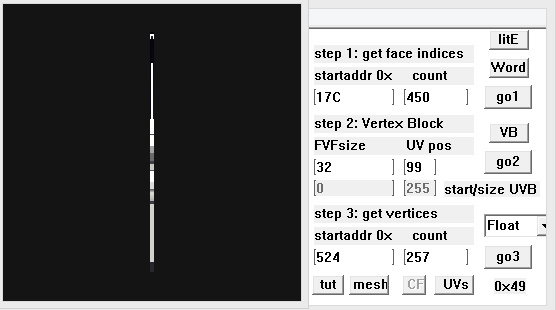 litE
step 1: get face indices
Word
startaddr 0x count
17C 450 go1
step 2: Vertex Block
VB
FVFsize UV pos
32 99 go2
0 255 start/size UVB
step 3: get vertices
Float
startaddr 0x count
524 257 go3
tut mesh CF UVs 0x49